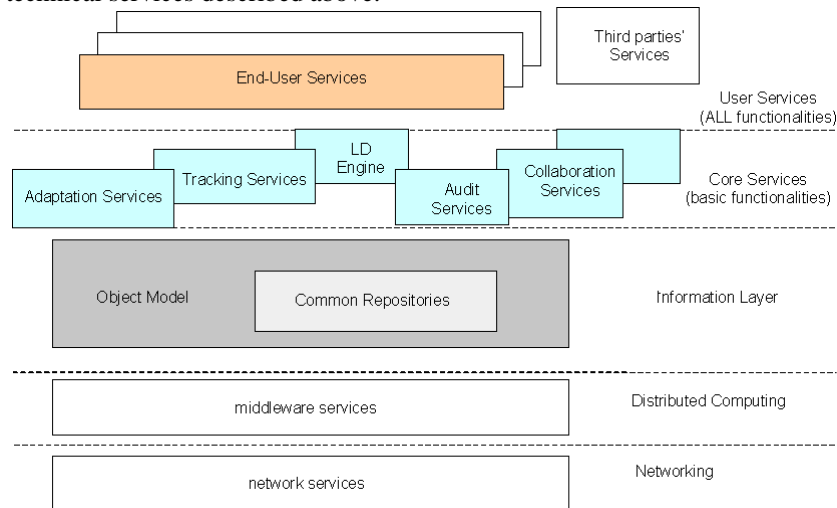 technical services described above.
Third parties'
Services
End-User Services
User Services
(ALL functionalities)
LD
Engine
Tracking Services
Collaboration
Services
Adaptation Services
Audit
Services
Core Services
(basic functionalities)
Object Model
Common Repositories
Information Layer
middleware services
Distributed Computing
network services
Networking